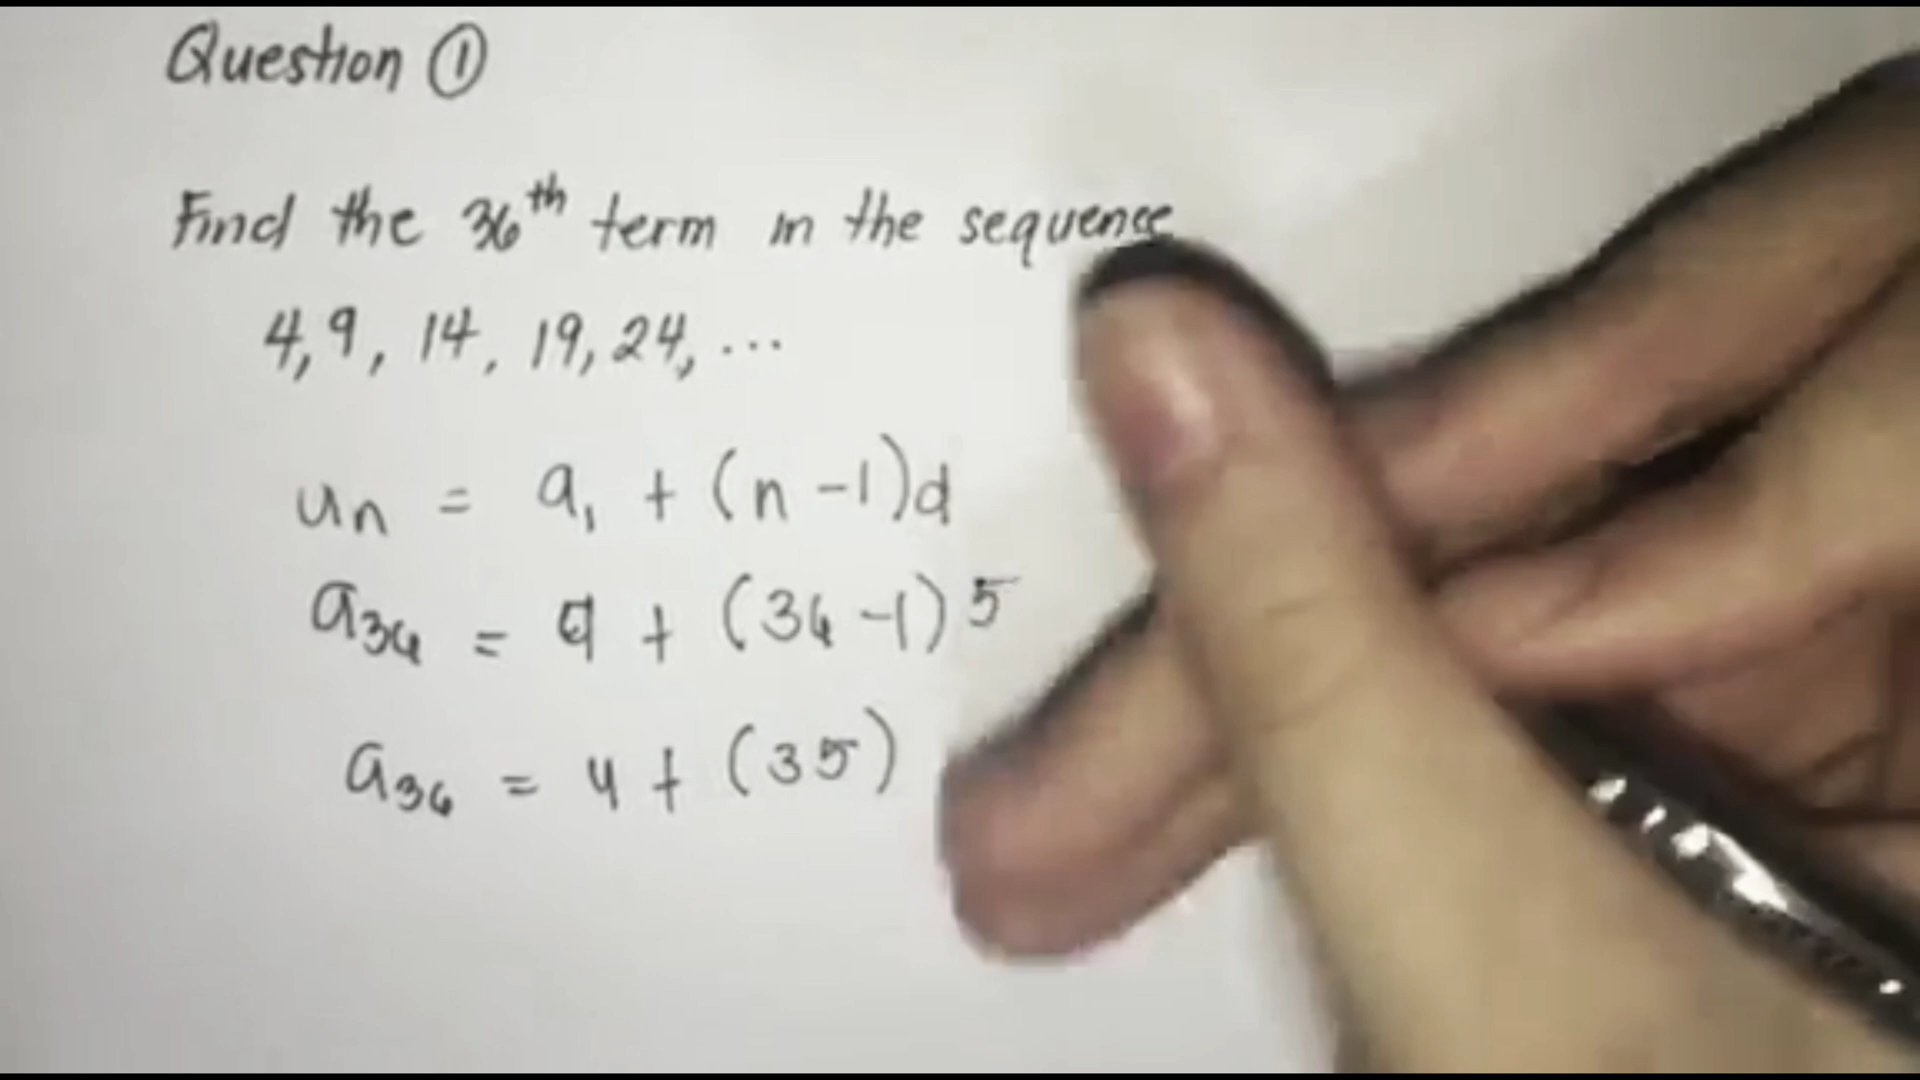 Question ①
Find the 36th term in the sequence
4, 9, 14, 19, 24, ...
un = a1 + (n - 1)d
a36 = 4 + (36 - 1) 5
a36 = 4 + (35)